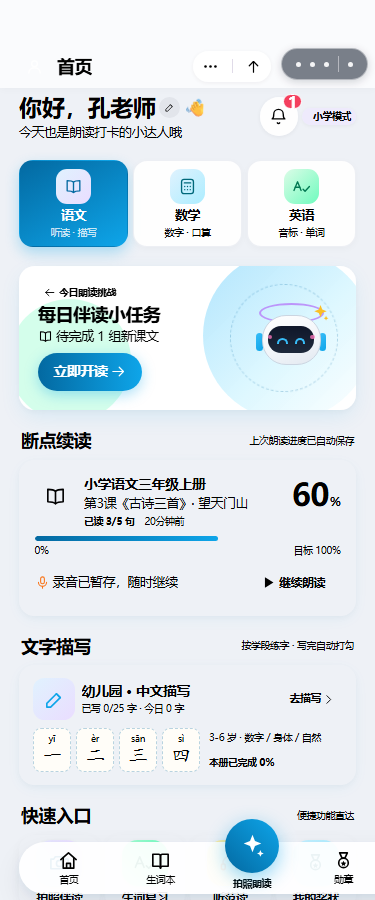 首页
你好，孔老师
今天也是朗读打卡的小达人哦
1
小学模式
语文
听读 · 描写
数学
数字 · 口算
英语
音标 · 单词
今日朗读挑战
每日伴读小任务
待完成 1 组新课文
立即开读
断点续读
上次朗读进度已自动保存
小学语文三年级上册
第3课《古诗三首》· 望天门山
已读 3/5 句 20分钟前
60%
0%
目标 100%
录音已暂存，随时继续
继续朗读
文字描写
按学段练字 · 写完自动打勾
幼儿园 • 中文描写
已写 0/25 字 · 今日 0 字
去描写
yī
èr
sān
sì
一
二
三
四
3-6 岁 · 数字 / 身体 / 自然
本册已完成 0%
快速入口
便捷功能直达
首页
生词本
拍照朗读
勋章